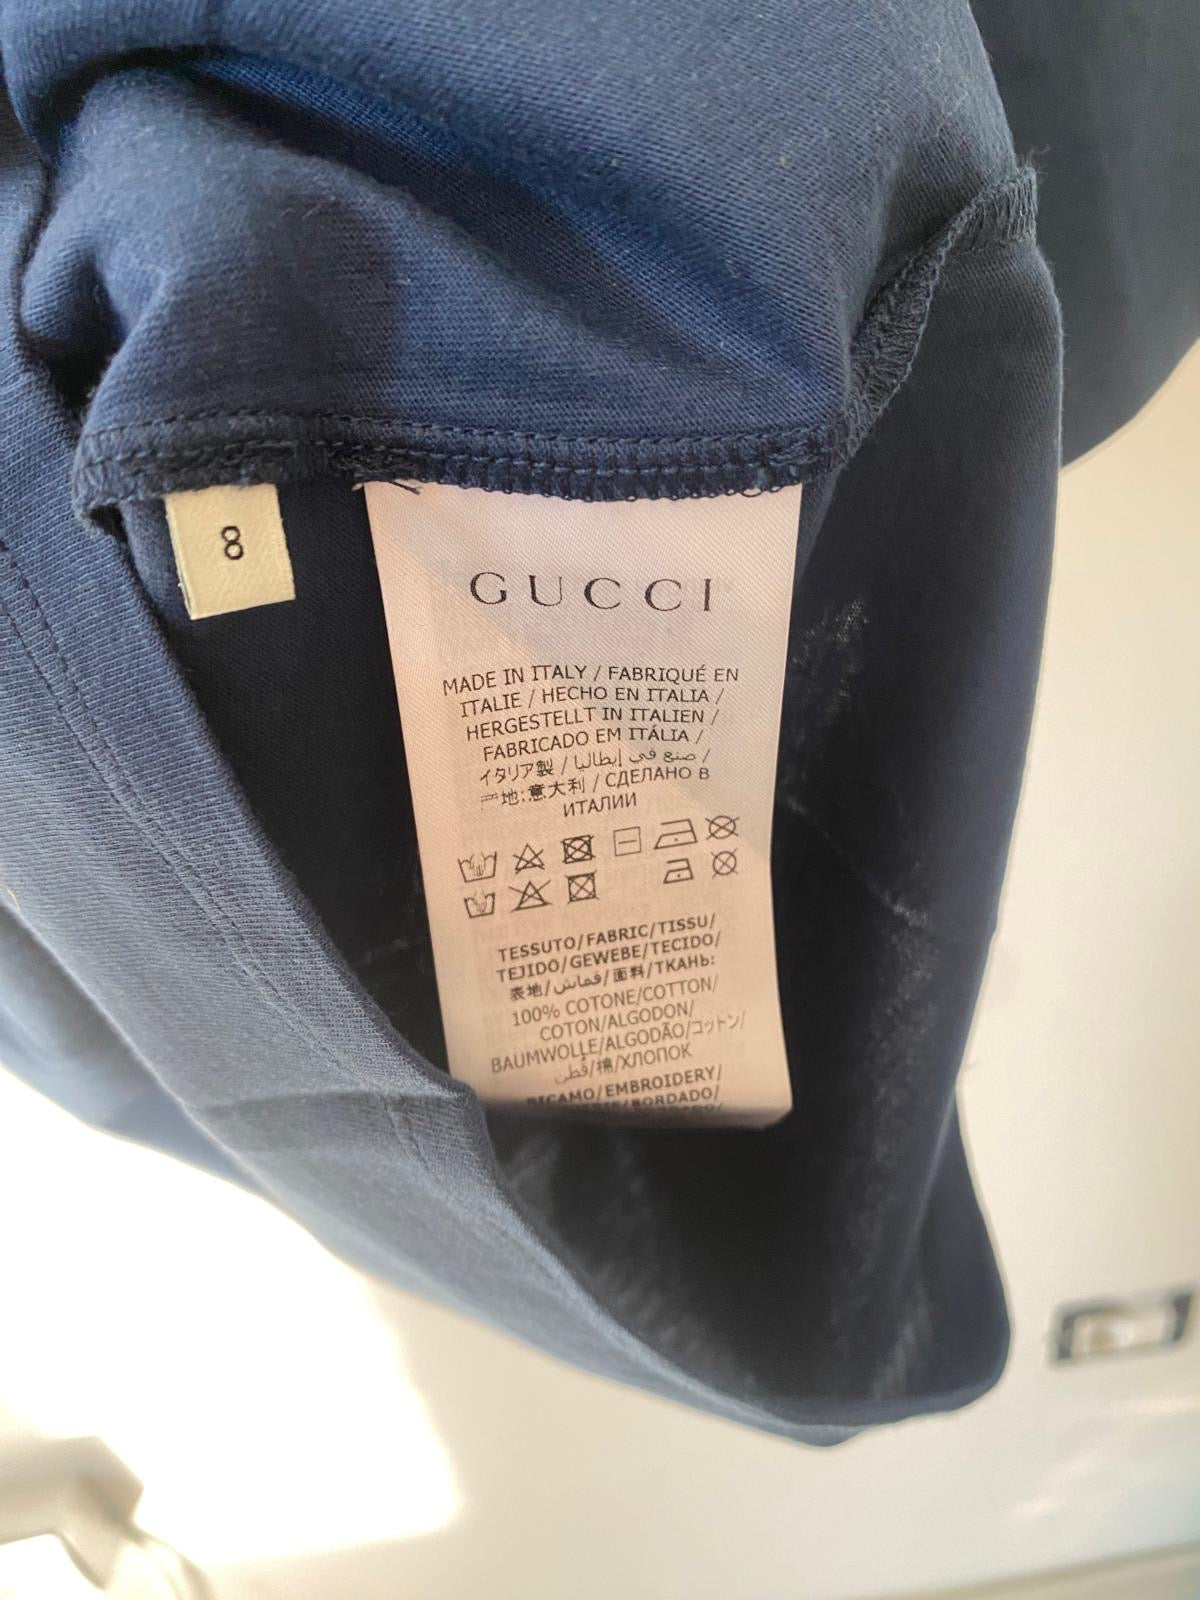 8
GUCCI
MADE IN ITALY / FABRIQUÉ EN
ITALIE / HECHO EN ITALIA /
HERGESTELLT IN ITALIEN /
FABRICADO EM ITÁLIA /
イタリア製 / صنع في إيطاليا /
地:意大利 / СДЕЛАНО В
ИТАЛИИ
TESSUTO/FABRIC/TISSU/
TEJIDO/GEWEBE/TECIDO/
表地/قماش/面料/ТКАНЬ:
100% COTONE/COTTON/
COTON/ALGODON/
BAUMWOLLE/ALGODÃO/コットン/
قطن/棉/ХЛОПОК
RICAMO/EMBROIDERY/
BORDADO/